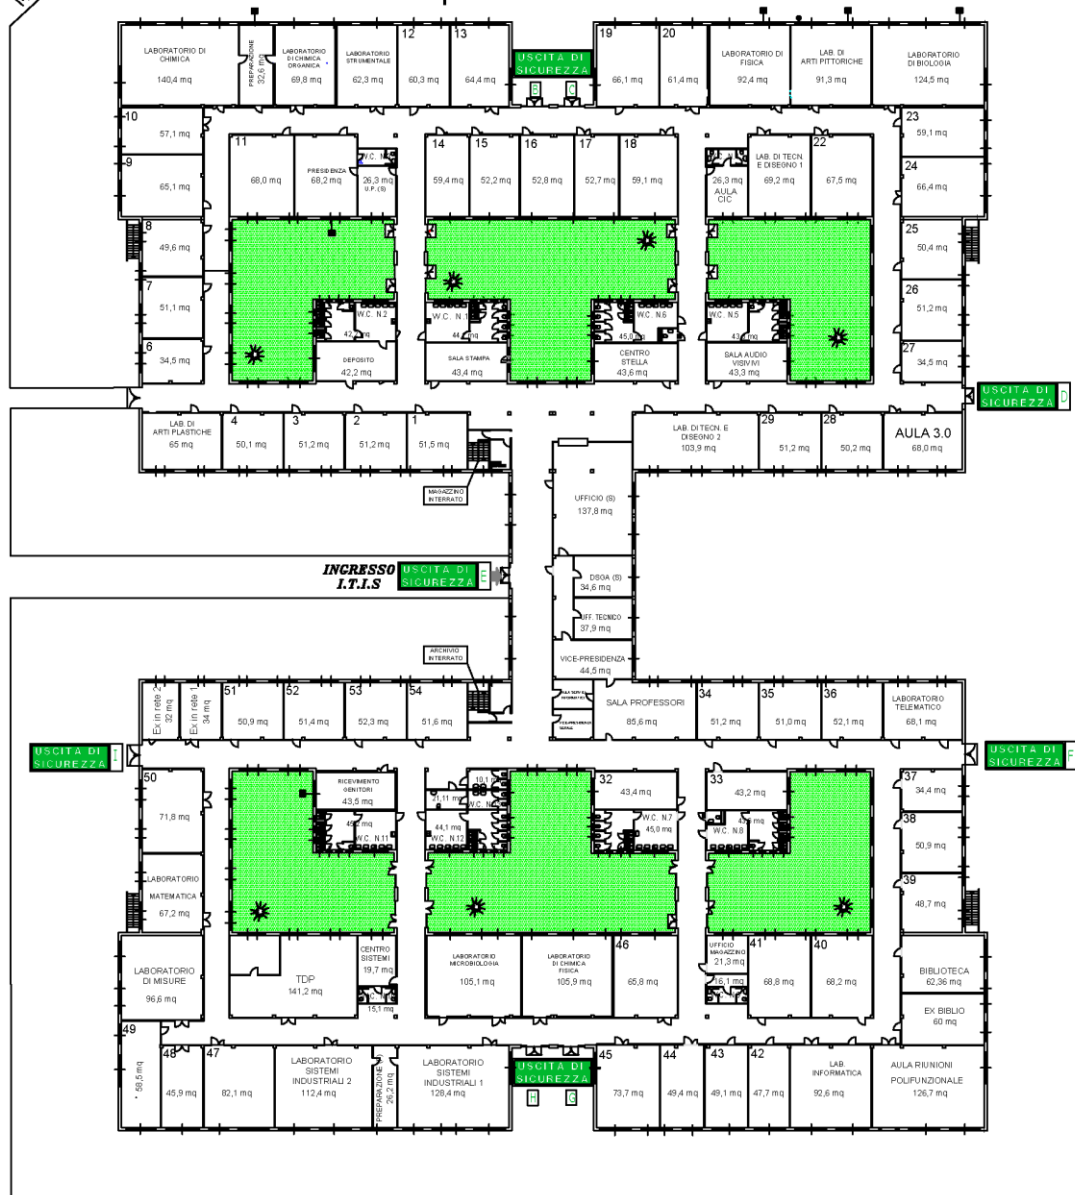 LABORATORIO DI
CHIMICA
140,4 mq
PREPARAZIONE
32,6 mq
LABORATORIO
DI CHIMICA
ORGANICA
69,8 mq
LABORATORIO
STRUMENTALE
62,3 mq
12
60,3 mq
13
64,4 mq
USCITA DI
SICUREZZA
B
C
19
66,1 mq
20
61,4 mq
LABORATORIO DI
FISICA
92,4 mq
LAB. DI
ARTI PITTORICHE
91,3 mq
LABORATORIO
DI BIOLOGIA
124,5 mq
10
57,1 mq
9
65,1 mq
11
68,0 mq
PRESIDENZA
68,2 mq
W.C. N.
26,3 mq
U.P. (S)
14
59,4 mq
15
52,2 mq
16
52,8 mq
17
52,7 mq
18
59,1 mq
26,3 mq
AULA
CIC
LAB. DI TECN.
E DISEGNO 1
69,2 mq
22
67,5 mq
23
59,1 mq
24
66,4 mq
8
49,6 mq
7
51,1 mq
6
34,5 mq
25
50,4 mq
26
51,2 mq
27
34,5 mq
W.C. N.2
DEPOSITO
42,2 mq
W.C. N.1
SALA STAMPA
43,4 mq
W.C. N.6
CENTRO
STELLA
43,6 mq
W.C. N.5
SALA AUDIO
VISIVIVI
43,3 mq
USCITA DI
SICUREZZA
D
LAB. DI
ARTI PLASTICHE
65 mq
4
50,1 mq
3
51,2 mq
2
51,2 mq
1
51,5 mq
LAB. DI TECN. E
DISEGNO 2
103,9 mq
29
51,2 mq
28
50,2 mq
AULA 3.0
68,0 mq
MAGAZZINO
INTERRATO
UFFICIO (S)
137,8 mq
INGRESSO
I.T.I.S
USCITA DI
SICUREZZA
E
DSGA (S)
34,6 mq
UFF. TECNICO
37,9 mq
VICE-PRESIDENZA
44,5 mq
ARCHIVIO
INTERRATO
Ex in rete 2
32 mq
Ex in rete 1
34 mq
51
50,9 mq
52
51,4 mq
53
52,3 mq
54
51,6 mq
SALA PROFESSORI
85,6 mq
34
51,2 mq
35
51,0 mq
36
52,1 mq
LABORATORIO
TELEMATICO
68,1 mq
USCITA DI
SICUREZZA
I
USCITA DI
SICUREZZA
F
50
71,8 mq
RICEVIMENTO
GENITORI
43,5 mq
W.C. N.11
10,1 mq
21,11 mq
44,1 mq
W.C. N.12
32
43,4 mq
W.C. N.7
45,8 mq
33
43,2 mq
W.C. N.8
37
34,4 mq
38
50,9 mq
39
48,7 mq
LABORATORIO
MATEMATICA
67,2 mq
LABORATORIO
DI MISURE
96,6 mq
TDP
141,2 mq
CENTRO
SISTEMI
19,7 mq
15,1 mq
LABORATORIO
MICROBIOLOGIA
105,1 mq
LABORATORIO
DI CHIMICA
FISICA
105,9 mq
46
65,8 mq
UFFICIO
MAGAZZINO
21,3 mq
16,1 mq
41
68,8 mq
40
68,2 mq
BIBLIOTECA
62,36 mq
EX BIBLIO
60 mq
49
58,5 mq
48
45,9 mq
47
82,1 mq
LABORATORIO
SISTEMI
INDUSTRIALI 2
112,4 mq
PREPARAZIONE
26,2 mq
LABORATORIO
SISTEMI
INDUSTRIALI 1
128,4 mq
USCITA DI
SICUREZZA
H
G
45
73,7 mq
44
49,4 mq
43
49,1 mq
42
47,7 mq
LAB.
INFORMATICA
92,6 mq
AULA RIUNIONI
POLIFUNZIONALE
126,7 mq